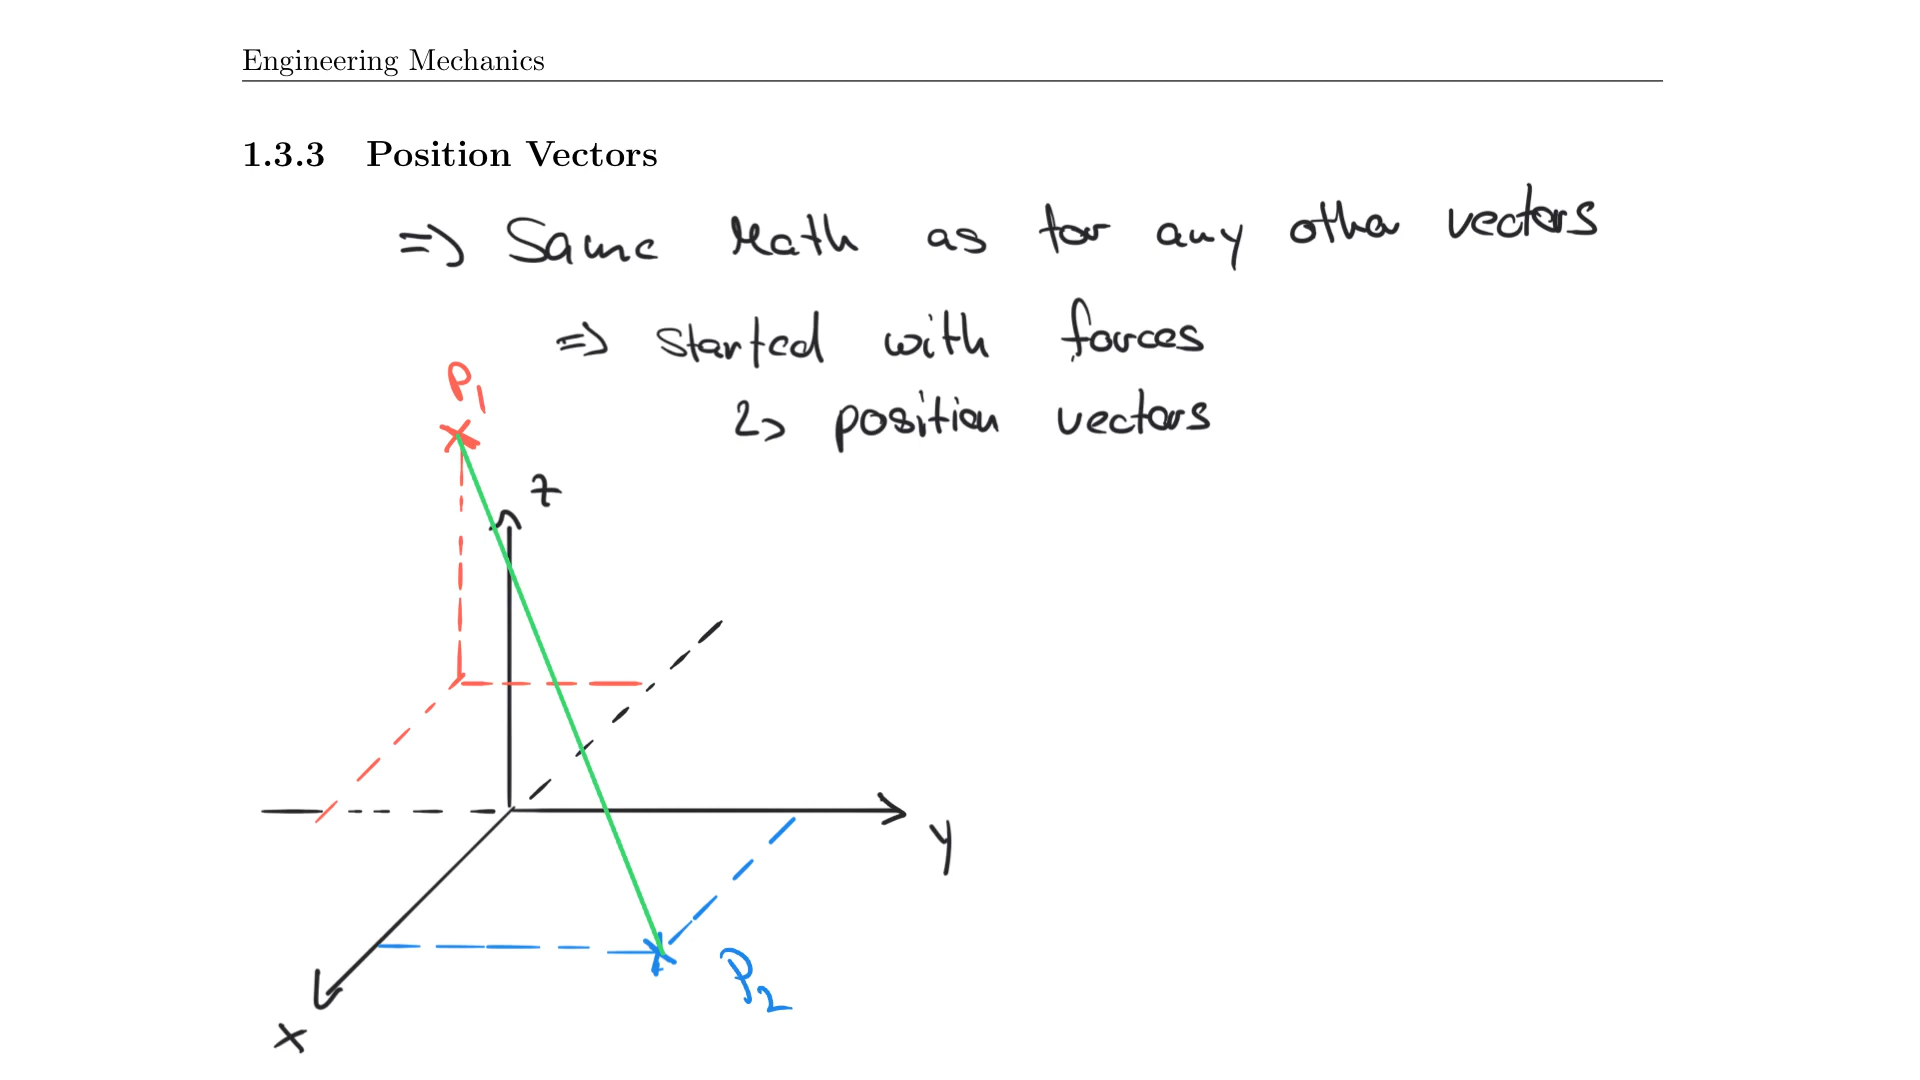 Engineering Mechanics
1.3.3 Position Vectors
=> Same Math as for any other vectors
=> started with forces
2> position vectors
P1
z
y
P2
x